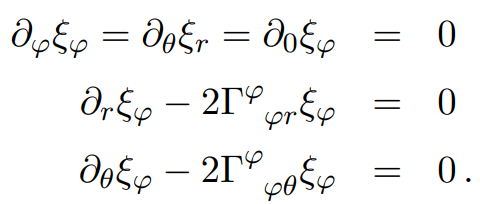 ∂_φ ξ_φ = ∂_θ ξ_r = ∂_0 ξ_φ = 0
∂_r ξ_φ − 2Γ^φ_{φr} ξ_φ = 0
∂_θ ξ_φ − 2Γ^φ_{φθ} ξ_φ = 0 .